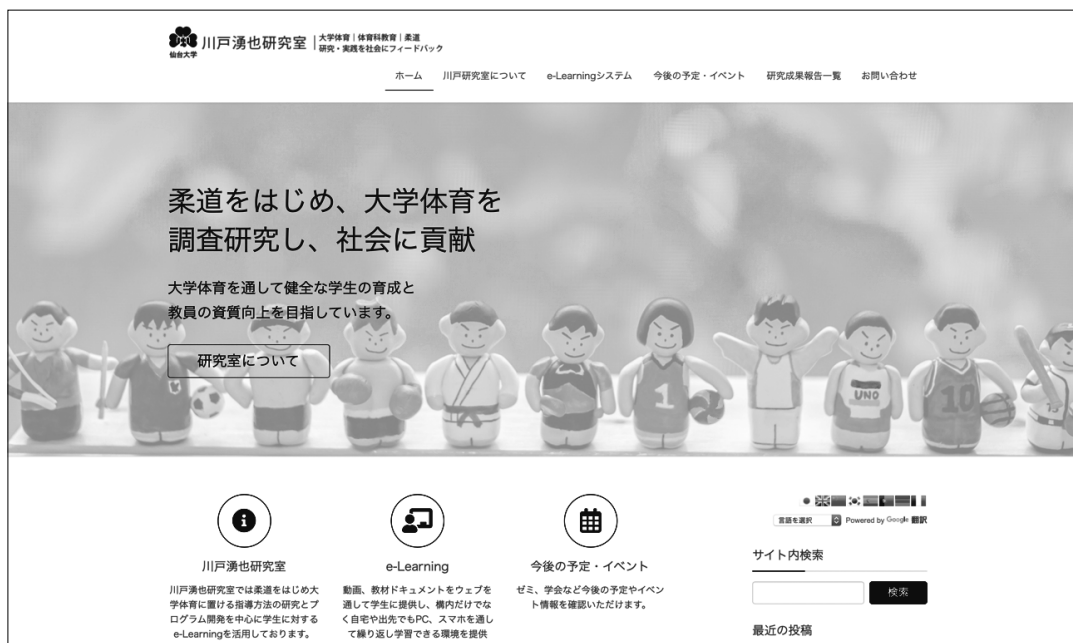 仙台大学
川戸湧也研究室
大学体育｜体育科教育｜柔道
研究・実践を社会にフィードバック
ホーム 川戸研究室について e-Learningシステム 今後の予定・イベント 研究成果報告一覧 お問い合わせ
柔道をはじめ、大学体育を
調査研究し、社会に貢献
大学体育を通して健全な学生の育成と
教員の資質向上を目指しています。
研究室について
1
UNO
10
15
川戸湧也研究室
川戸湧也研究室では柔道をはじめ大
学体育に置ける指導方法の研究とプ
ログラム開発を中心に学生に対する
e-Learningを活用しております。
e-Learning
動画、教材ドキュメントをウェブを
通して学生に提供し、構内だけでな
く自宅や出先でもPC、スマホを通し
て繰り返し学習できる環境を提供
今後の予定・イベント
ゼミ、学会など今後の予定やイベン
ト情報を確認いただけます。
言語を選択 Powered by Google 翻訳
サイト内検索
検索
最近の投稿